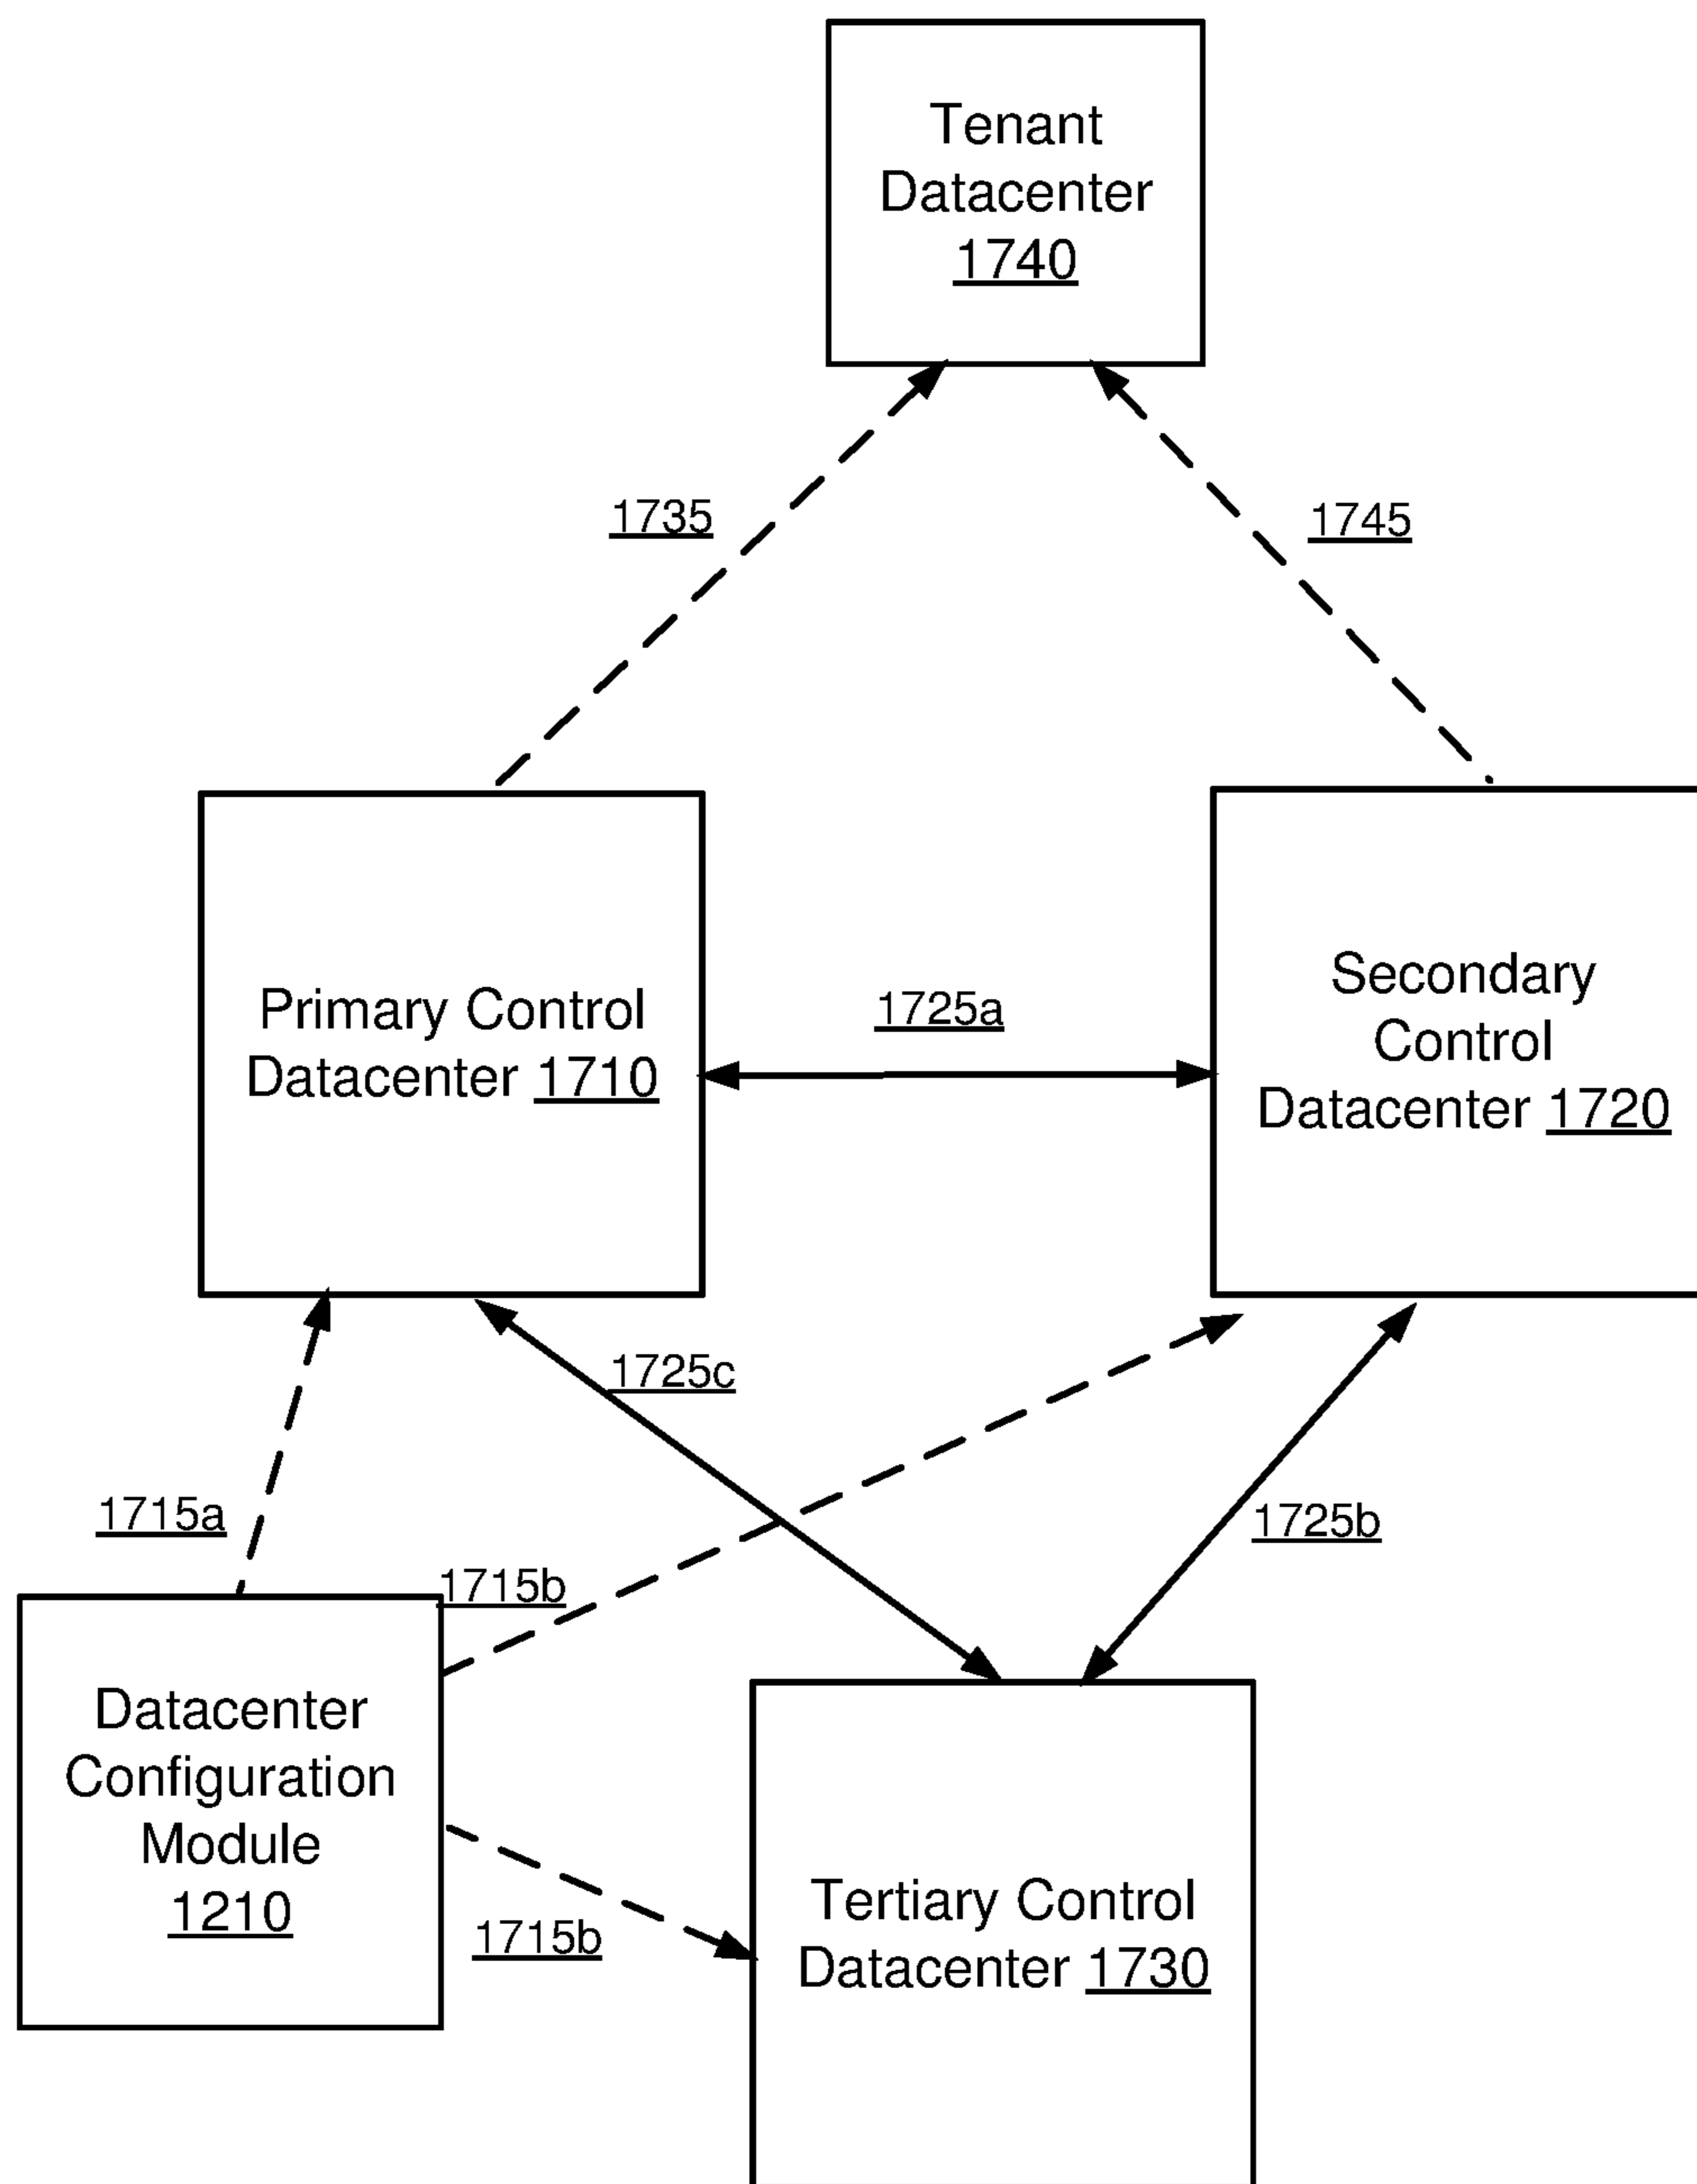 Tenant
Datacenter
1740
1735
1745
Primary Control
Datacenter 1710
1725a
Secondary
Control
Datacenter 1720
1725c
1715a
1725b
1715b
Datacenter
Configuration
Module
1210
1715b
Tertiary Control
Datacenter 1730